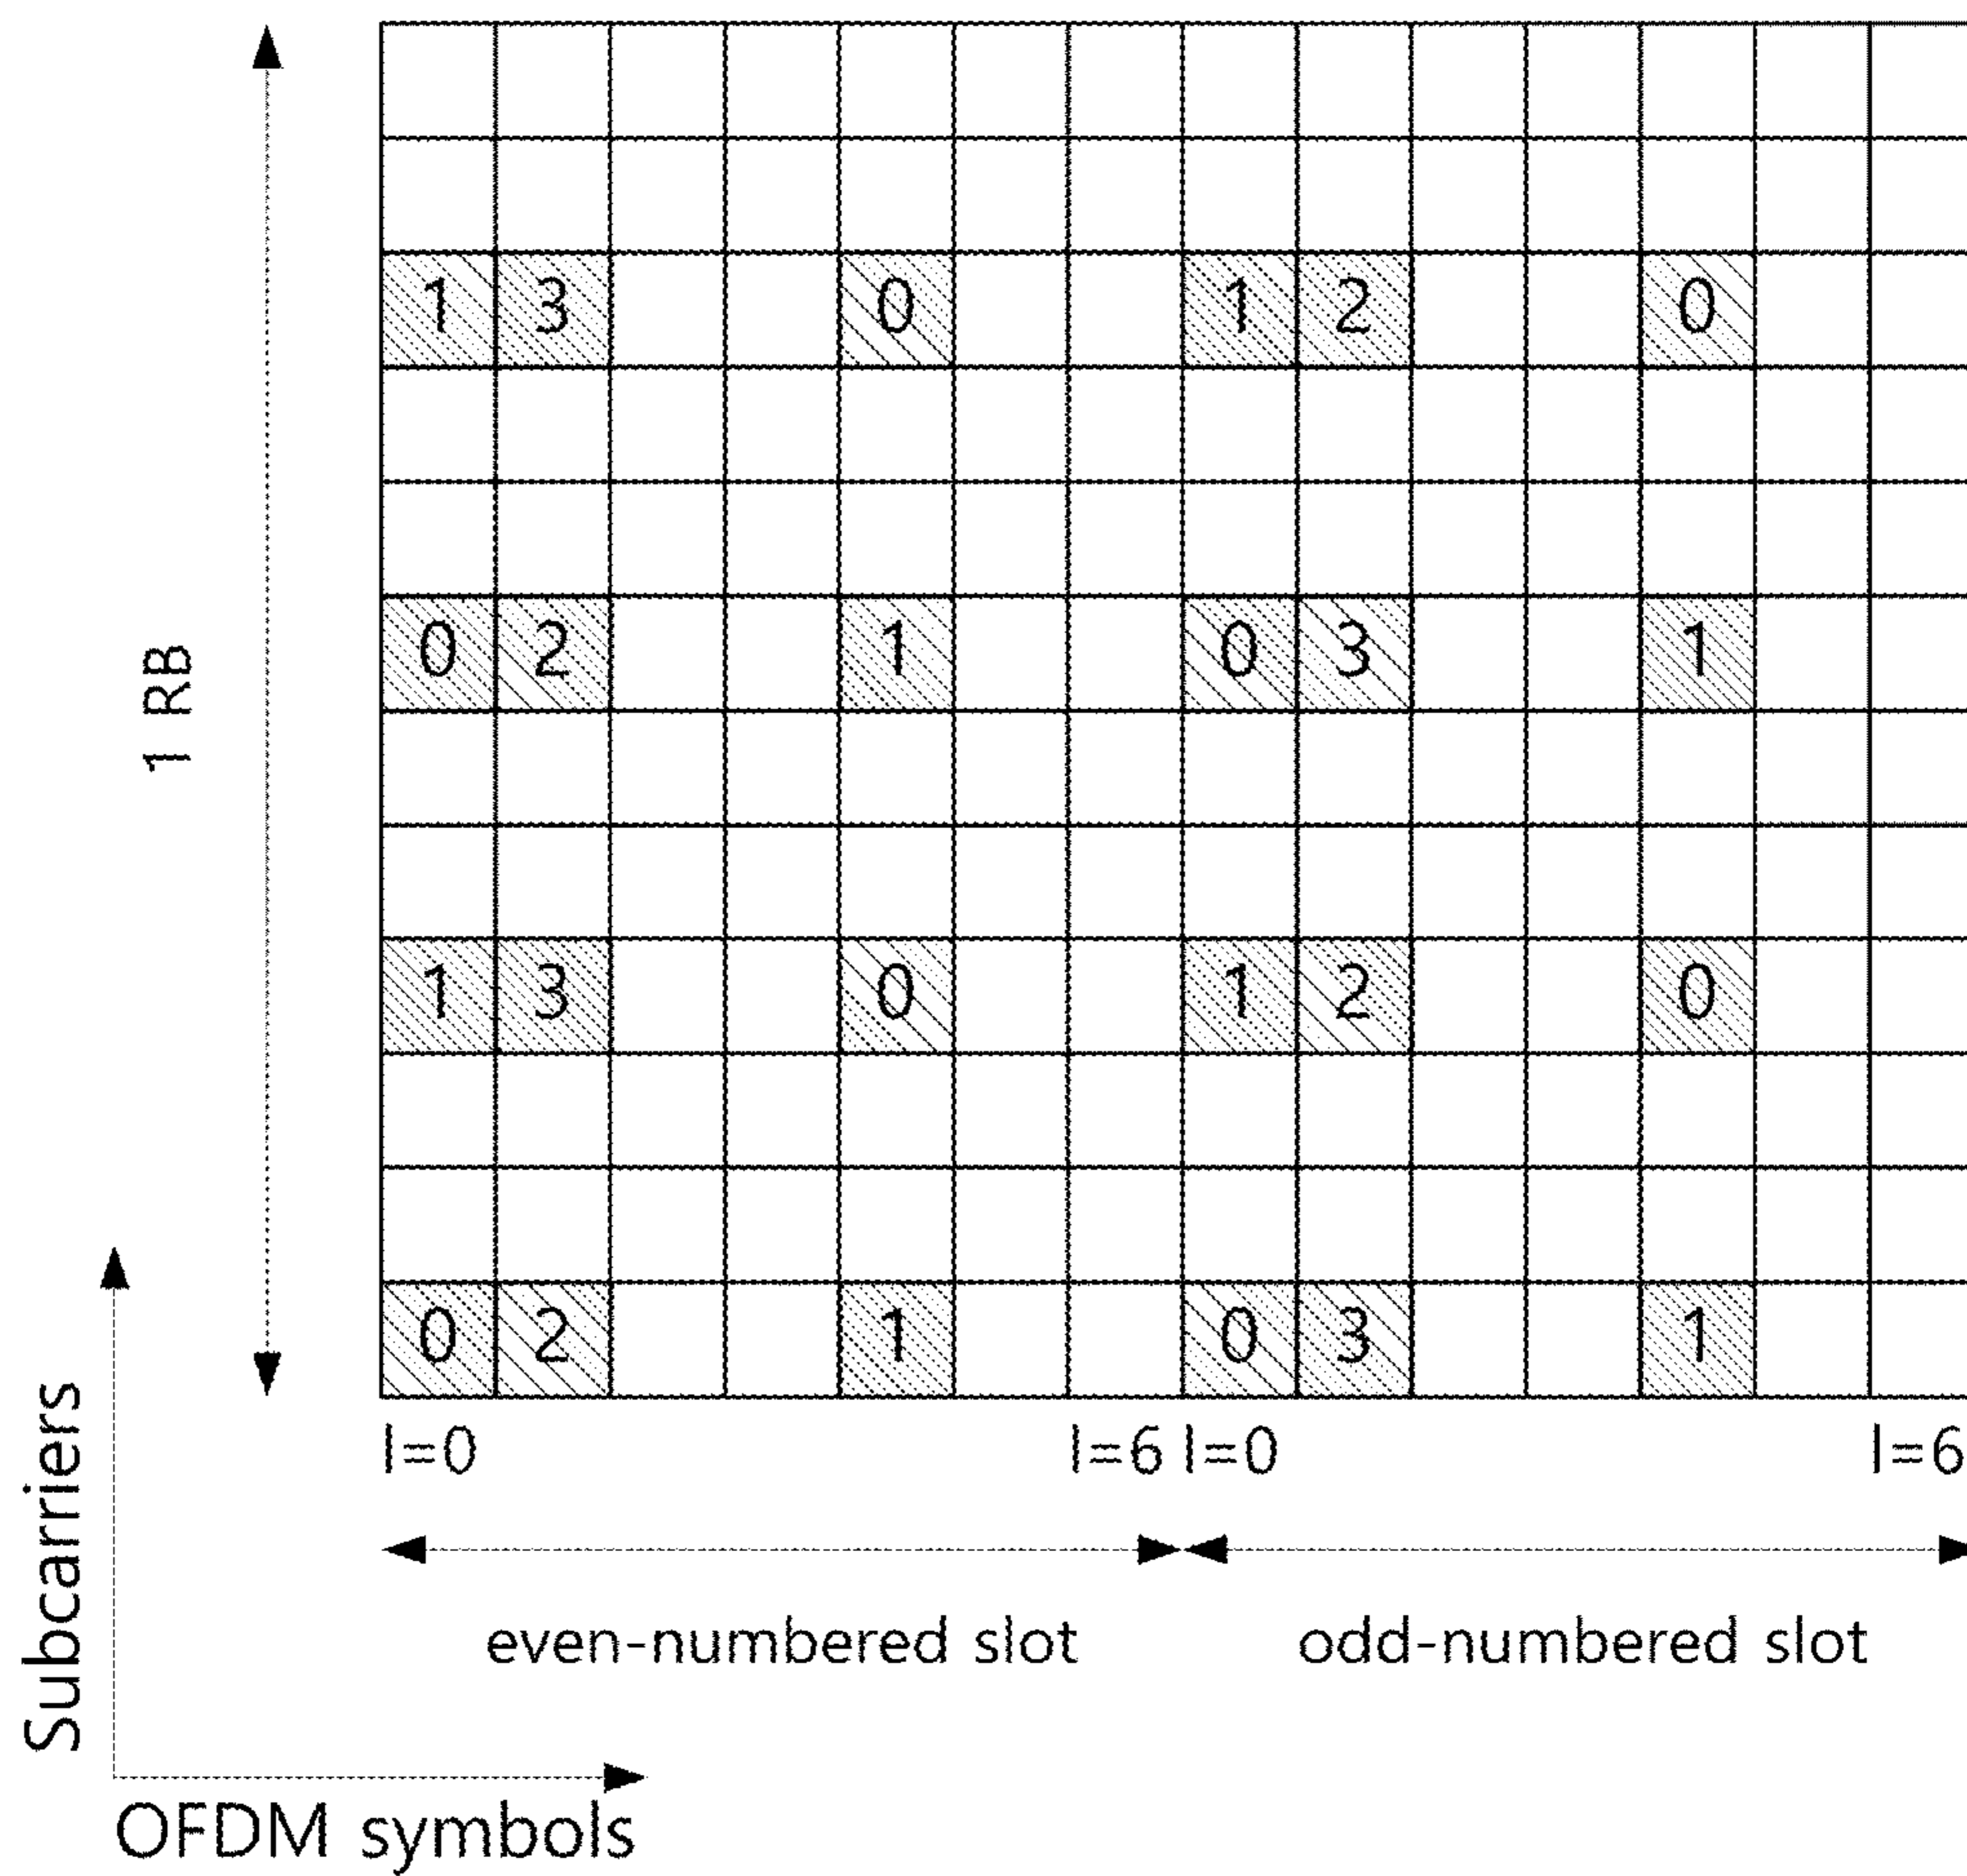 1 3 0 1 2 0
1 RB
0 2 1 0 3 1
1 3 0 1 2 0
0 2 1 0 3 1
l=0 l=6 l=0 l=6
Subcarriers
even-numbered slot odd-numbered slot
OFDM symbols